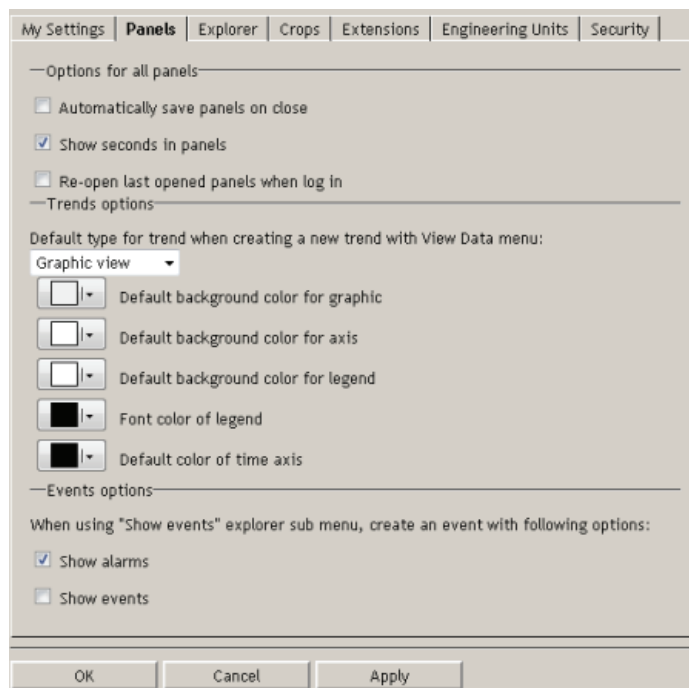 My Settings Panels Explorer Crops Extensions Engineering Units Security
Options for all panels
Automatically save panels on close
Show seconds in panels
Re-open last opened panels when log in
Trends options
Default type for trend when creating a new trend with View Data menu:
Graphic view
Default background color for graphic
Default background color for axis
Default background color for legend
Font color of legend
Default color of time axis
Events options
When using "Show events" explorer sub menu, create an event with following options:
Show alarms
Show events
OK Cancel Apply